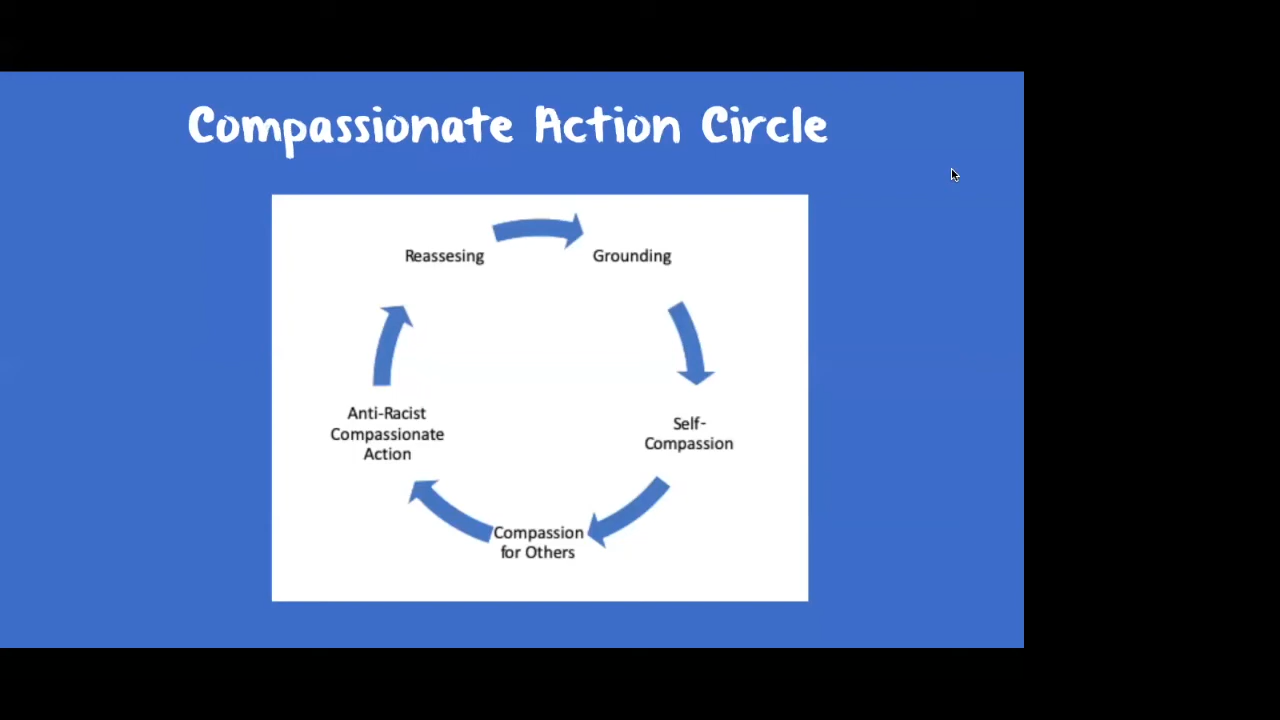 Compassionate Action Circle
Reassesing
Grounding
Self-
Compassion
Compassion
for Others
Anti-Racist
Compassionate
Action